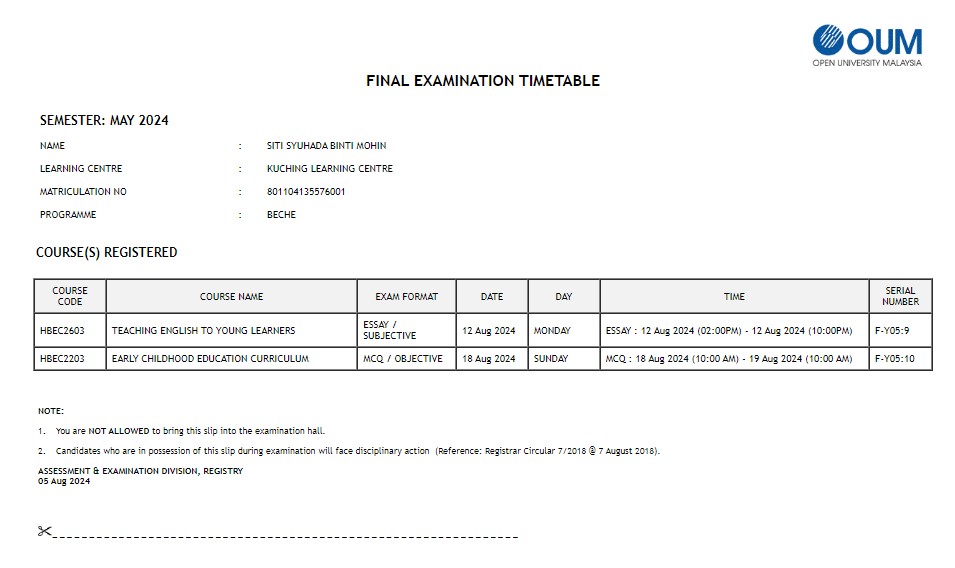 OUM
OPEN UNIVERSITY MALAYSIA
FINAL EXAMINATION TIMETABLE
SEMESTER: MAY 2024
NAME : SITI SYUHADA BINTI MOHIN
LEARNING CENTRE : KUCHING LEARNING CENTRE
MATRICULATION NO : 801104135576001
PROGRAMME : BECHE
COURSE(S) REGISTERED
COURSE CODE EXAM FORMAT DATE DAY TIME SERIAL NUMBER
HBEC2603 TEACHING ENGLISH TO YOUNG LEARNERS ESSAY / SUBJECTIVE 12 Aug 2024 MONDAY ESSAY : 12 Aug 2024 (02:00PM) - 12 Aug 2024 (10:00PM) F-Y05:9
HBEC2203 EARLY CHILDHOOD EDUCATION CURRICULUM MCQ / OBJECTIVE 18 Aug 2024 SUNDAY MCQ : 18 Aug 2024 (10:00 AM) - 19 Aug 2024 (10:00 AM) F-Y05:10
NOTE:
1. You are NOT ALLOWED to bring this slip into the examination hall.
2. Candidates who are in possession of this slip during examination will face disciplinary action (Reference: Registrar Circular 7/2018 @ 7 August 2018).
ASSESSMENT & EXAMINATION DIVISION, REGISTRY
05 Aug 2024